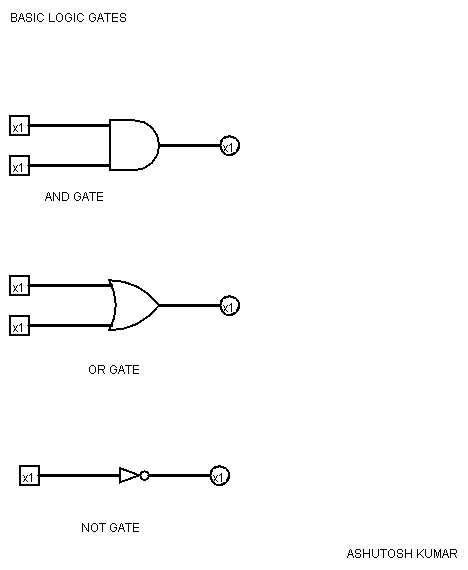 BASIC LOGIC GATES
x1
x1
x1
AND GATE
x1
x1
x1
OR GATE
x1
x1
NOT GATE
ASHUTOSH KUMAR